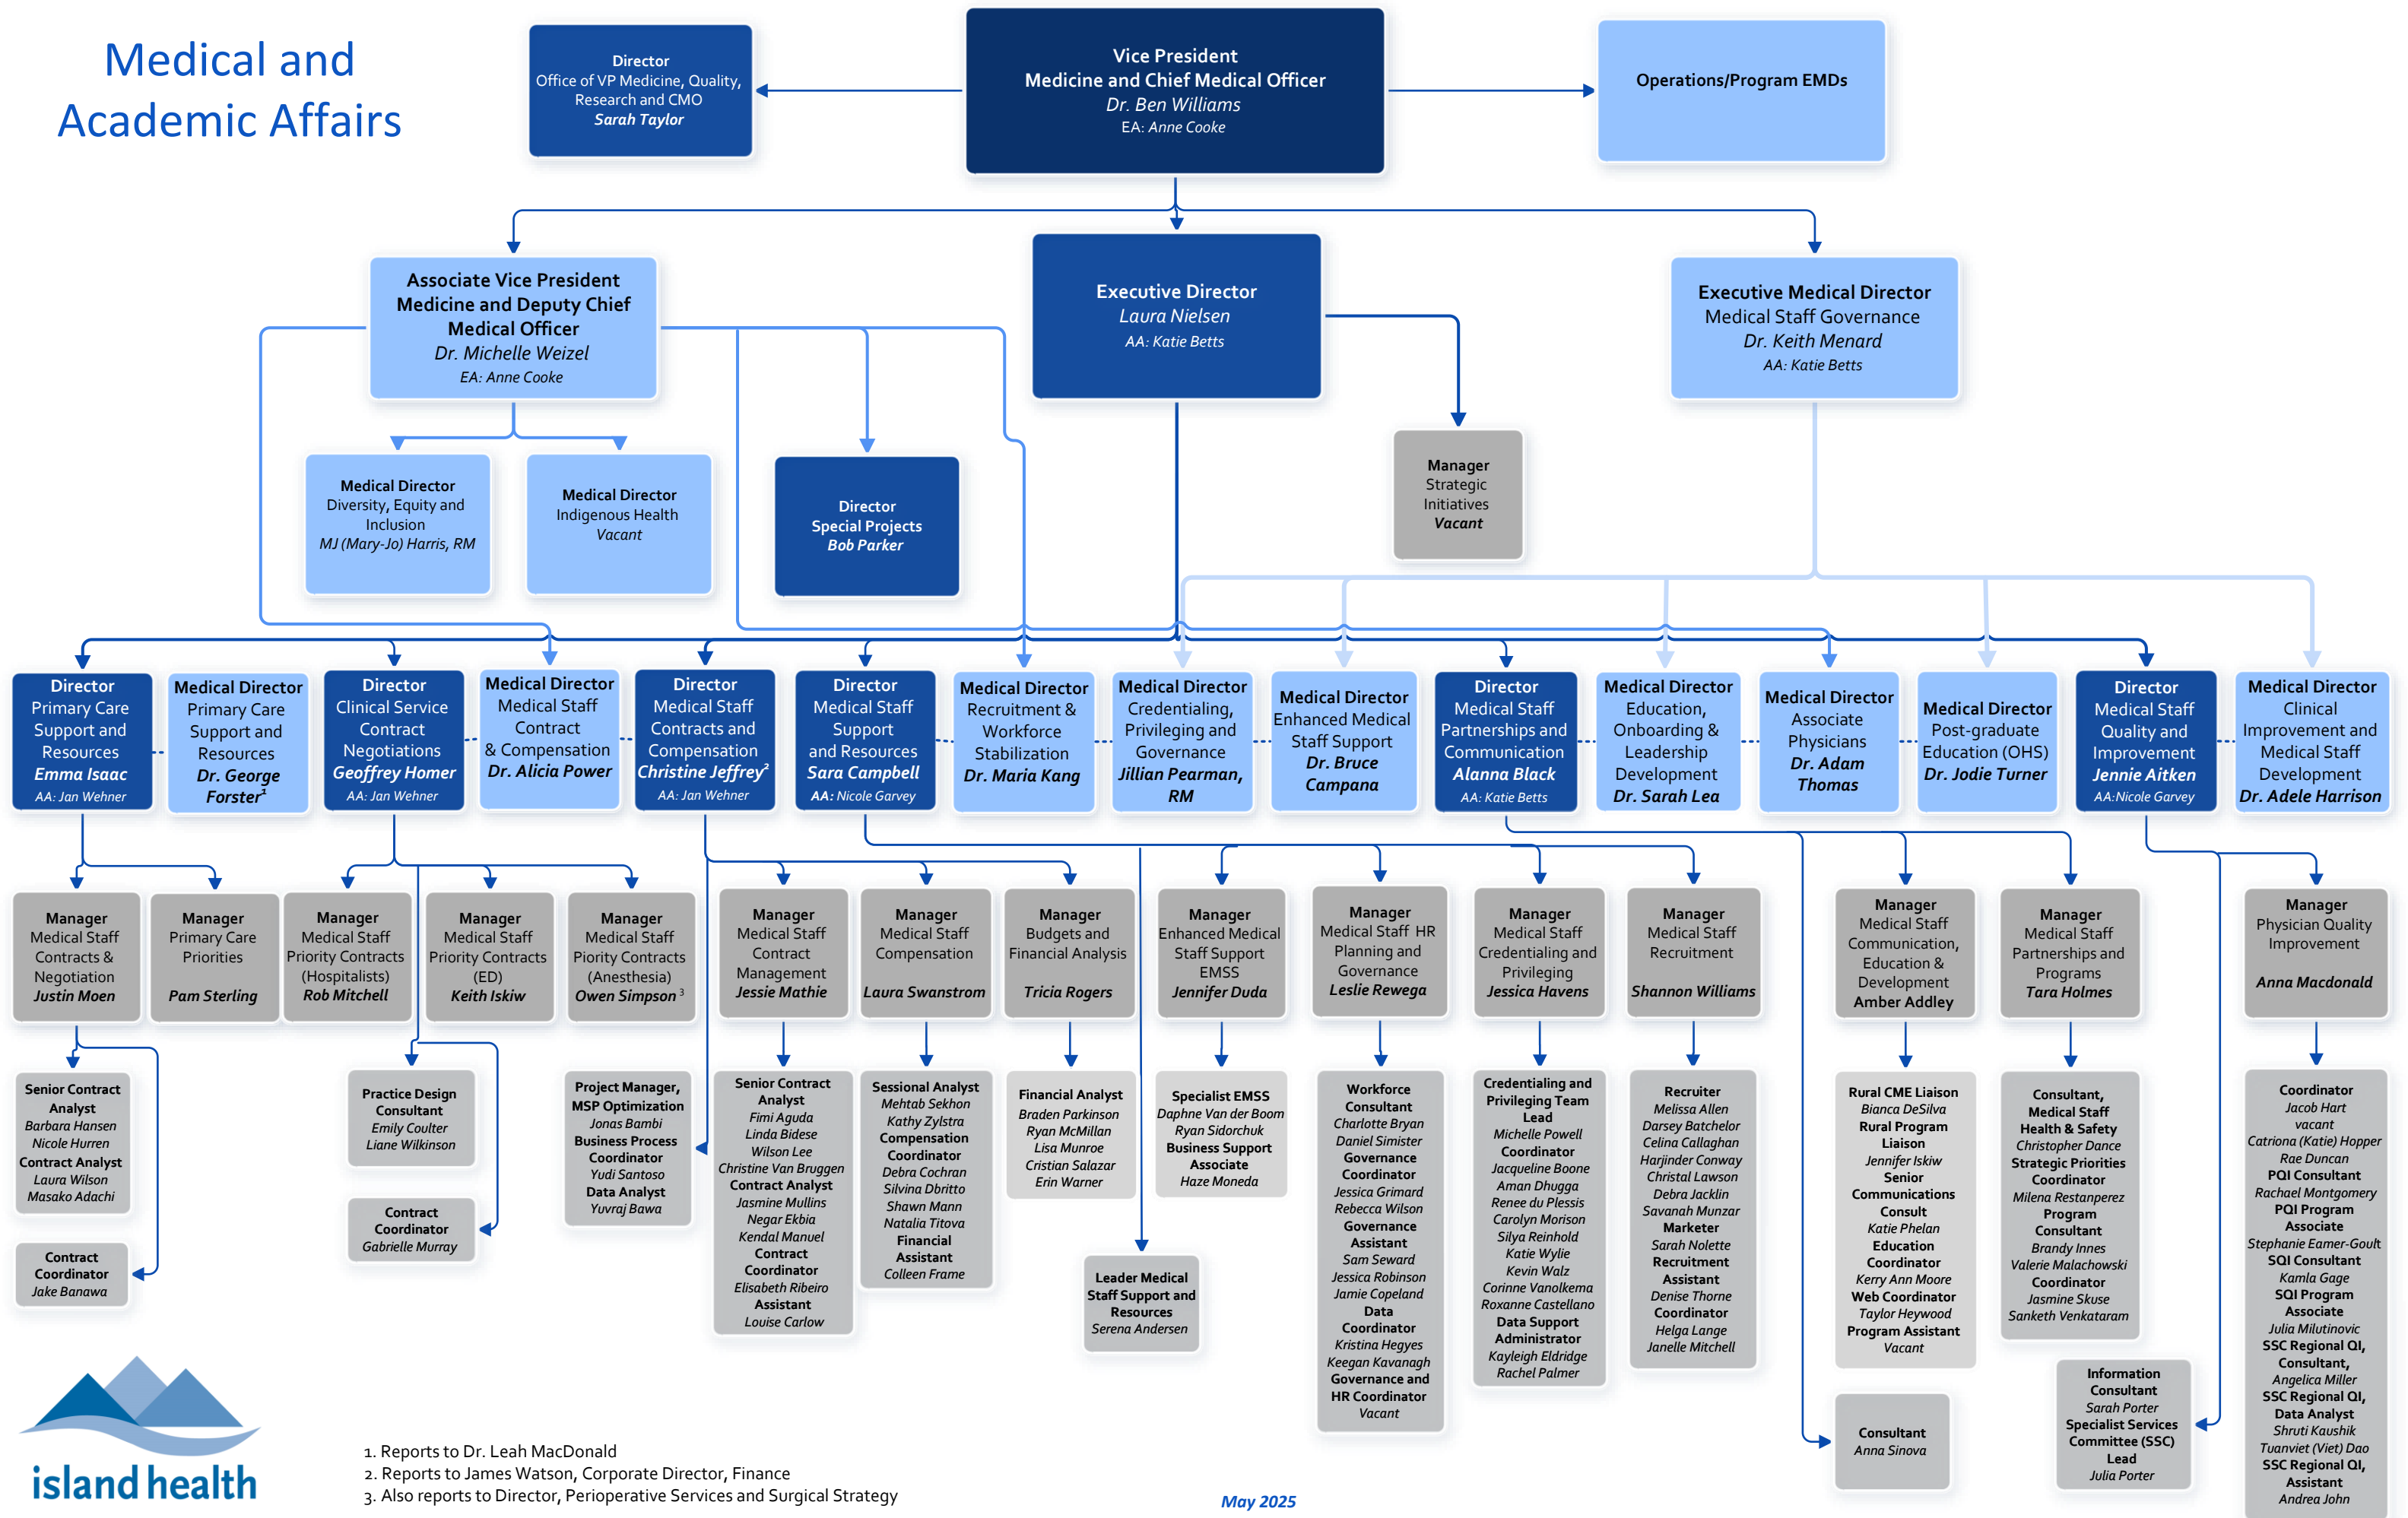 Medical and
Academic Affairs
Director
Office of VP Medicine, Quality,
Research and CMO
Sarah Taylor
Vice President
Medicine and Chief Medical Officer
Dr. Ben Williams
EA: Anne Cooke
Operations/Program EMDs
Associate Vice President
Medicine and Deputy Chief
Medical Officer
Dr. Michelle Weizel
EA: Anne Cooke
Executive Director
Laura Nielsen
AA: Katie Betts
Executive Medical Director
Medical Staff Governance
Dr. Keith Menard
AA: Katie Betts
Medical Director
Diversity, Equity and
Inclusion
MJ (Mary-Jo) Harris, RM
Medical Director
Indigenous Health
Vacant
Director
Special Projects
Bob Parker
Manager
Strategic
Initiatives
Vacant
Director
Primary Care
Support and
Resources
Emma Isaac
AA: Jan Wehner
Medical Director
Primary Care
Support and
Resources
Dr. George
Forster¹
Director
Clinical Service
Contract
Negotiations
Geoffrey Homer
AA: Jan Wehner
Medical Director
Medical Staff
Contract
& Compensation
Dr. Alicia Power
Director
Medical Staff
Contracts and
Compensation
Christine Jeffrey²
AA: Jan Wehner
Director
Medical Staff
Support
and Resources
Sara Campbell
AA: Nicole Garvey
Medical Director
Recruitment &
Workforce
Stabilization
Dr. Maria Kang
Medical Director
Credentialing,
Privileging and
Governance
Jillian Pearman,
RM
Medical Director
Enhanced Medical
Staff Support
Dr. Bruce
Campana
Director
Medical Staff
Partnerships and
Communication
Alanna Black
AA: Katie Betts
Medical Director
Education,
Onboarding &
Leadership
Development
Dr. Sarah Lea
Medical Director
Associate
Physicians
Dr. Adam
Thomas
Medical Director
Post-graduate
Education (OHS)
Dr. Jodie Turner
Director
Medical Staff
Quality and
Improvement
Jennie Aitken
AA:Nicole Garvey
Medical Director
Clinical
Improvement and
Medical Staff
Development
Dr. Adele Harrison
Manager
Medical Staff
Contracts &
Negotiation
Justin Moen
Manager
Primary Care
Priorities
Pam Sterling
Manager
Medical Staff
Priority Contracts
(Hospitalists)
Rob Mitchell
Manager
Medical Staff
Priority Contracts
(ED)
Keith Iskiw
Manager
Medical Staff
Piority Contracts
(Anesthesia)
Owen Simpson ³
Manager
Medical Staff
Contract
Management
Jessie Mathie
Manager
Medical Staff
Compensation
Laura Swanstrom
Manager
Budgets and
Financial Analysis
Tricia Rogers
Manager
Enhanced Medical
Staff Support
EMSS
Jennifer Duda
Manager
Medical Staff HR
Planning and
Governance
Leslie Rewega
Manager
Medical Staff
Credentialing and
Privileging
Jessica Havens
Manager
Medical Staff
Recruitment
Shannon Williams
Manager
Medical Staff
Communication,
Education &
Development
Amber Addley
Manager
Medical Staff
Partnerships and
Programs
Tara Holmes
Manager
Physician Quality
Improvement
Anna Macdonald
Senior Contract
Analyst
Barbara Hansen
Nicole Hurren
Contract Analyst
Laura Wilson
Masako Adachi
Contract
Coordinator
Jake Banawa
Practice Design
Consultant
Emily Coulter
Liane Wilkinson
Contract
Coordinator
Gabrielle Murray
Project Manager,
MSP Optimization
Jonas Bambi
Business Process
Coordinator
Yudi Santoso
Data Analyst
Yuvraj Bawa
Senior Contract
Analyst
Fimi Aguda
Linda Bidese
Wilson Lee
Christine Van Bruggen
Contract Analyst
Jasmine Mullins
Negar Ekbia
Kendal Manuel
Contract
Coordinator
Elisabeth Ribeiro
Assistant
Louise Carlow
Sessional Analyst
Mehtab Sekhon
Kathy Zylstra
Compensation
Coordinator
Debra Cochran
Silvina Dbritto
Shawn Mann
Natalia Titova
Financial
Assistant
Colleen Frame
Financial Analyst
Braden Parkinson
Ryan McMillan
Lisa Munroe
Cristian Salazar
Erin Warner
Leader Medical
Staff Support and
Resources
Serena Andersen
Specialist EMSS
Daphne Van der Boom
Ryan Sidorchuk
Business Support
Associate
Haze Moneda
Workforce
Consultant
Charlotte Bryan
Daniel Simister
Governance
Coordinator
Jessica Grimard
Rebecca Wilson
Governance
Assistant
Sam Seward
Jessica Robinson
Jamie Copeland
Data
Coordinator
Kristina Hegyes
Keegan Kavanagh
Governance and
HR Coordinator
Vacant
Credentialing and
Privileging Team
Lead
Michelle Powell
Coordinator
Jacqueline Boone
Aman Dhugga
Renee du Plessis
Carolyn Morison
Silya Reinhold
Katie Wylie
Kevin Walz
Corinne Vanolkema
Roxanne Castellano
Data Support
Administrator
Kayleigh Eldridge
Rachel Palmer
Recruiter
Melissa Allen
Darsey Batchelor
Celina Callaghan
Harjinder Conway
Christal Lawson
Debra Jacklin
Savanah Munzar
Marketer
Sarah Nolette
Recruitment
Assistant
Denise Thorne
Coordinator
Helga Lange
Janelle Mitchell
Rural CME Liaison
Bianca DeSilva
Rural Program
Liaison
Jennifer Iskiw
Senior
Communications
Consult
Katie Phelan
Education
Coordinator
Kerry Ann Moore
Web Coordinator
Taylor Heywood
Program Assistant
Vacant
Consultant
Anna Sinova
Consultant,
Medical Staff
Health & Safety
Christopher Dance
Strategic Priorities
Coordinator
Milena Restanperez
Program
Consultant
Brandy Innes
Valerie Malachowski
Coordinator
Jasmine Skuse
Sanketh Venkataram
Information
Consultant
Sarah Porter
Specialist Services
Committee (SSC)
Lead
Julia Porter
Coordinator
Jacob Hart
vacant
Catriona (Katie) Hopper
Rae Duncan
PQI Consultant
Rachael Montgomery
PQI Program
Associate
Stephanie Eamer-Goult
SQI Consultant
Kamla Gage
SQI Program
Associate
Julia Milutinovic
SSC Regional QI,
Consultant,
Angelica Miller
SSC Regional QI,
Data Analyst
Shruti Kaushik
Tuanviet (Viet) Dao
SSC Regional QI,
Assistant
Andrea John
island health
1. Reports to Dr. Leah MacDonald
2. Reports to James Watson, Corporate Director, Finance
3. Also reports to Director, Perioperative Services and Surgical Strategy
May 2025